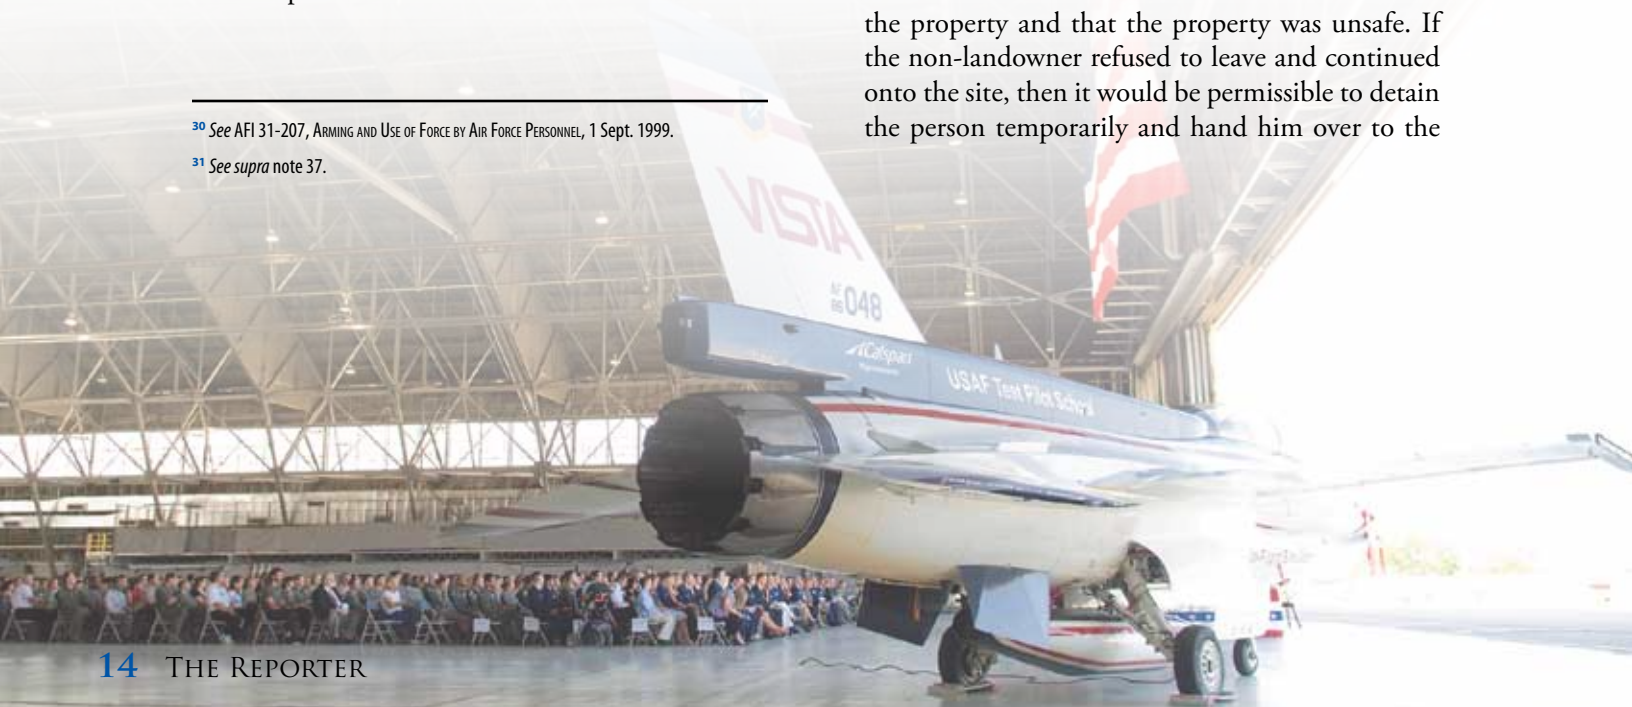 30 See AFI 31-207, Arming and Use of Force by Air Force Personnel, 1 Sept. 1999.
31 See supra note 37.
the property and that the property was unsafe. If
the non-landowner refused to leave and continued
onto the site, then it would be permissible to detain
the person temporarily and hand him over to the
VISTA
AF
86 048
Calspan
USAF Test Pilot School
14 The Reporter